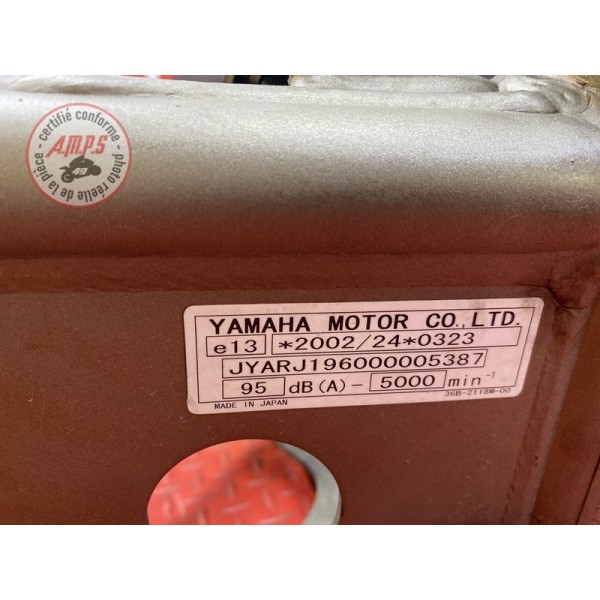 certifié conforme
A.M.P.S
49
photo réelle de la pièce
YAMAHA MOTOR CO.,LTD.
e13 *2002/24*0323
JYARJ196000005387
95 dB(A)- 5000 min⁻¹
MADE IN JAPAN 36B-2118M-00